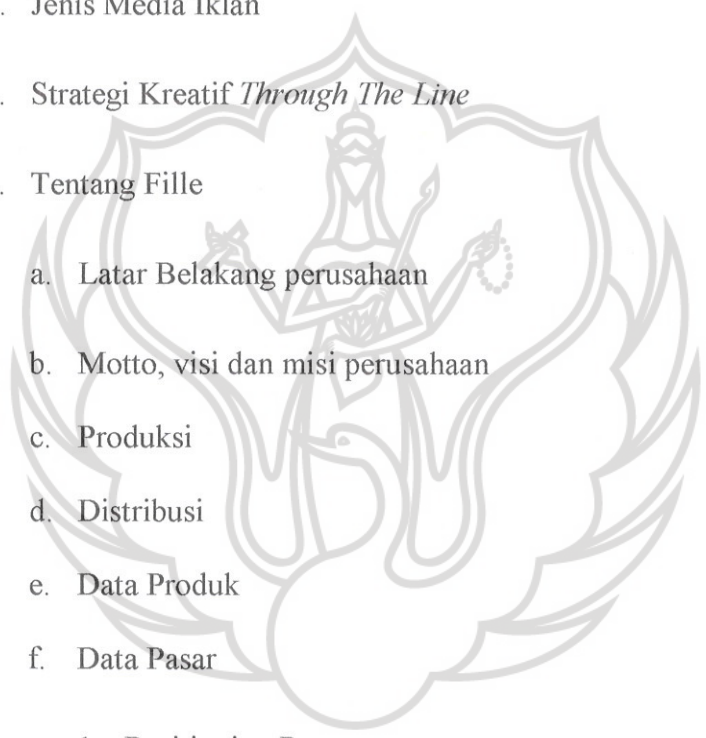 . Jenis Media Iklan
. Strategi Kreatif Through The Line
. Tentang Fille
a. Latar Belakang perusahaan
b. Motto, visi dan misi perusahaan
c. Produksi
d. Distribusi
e. Data Produk
f. Data Pasar